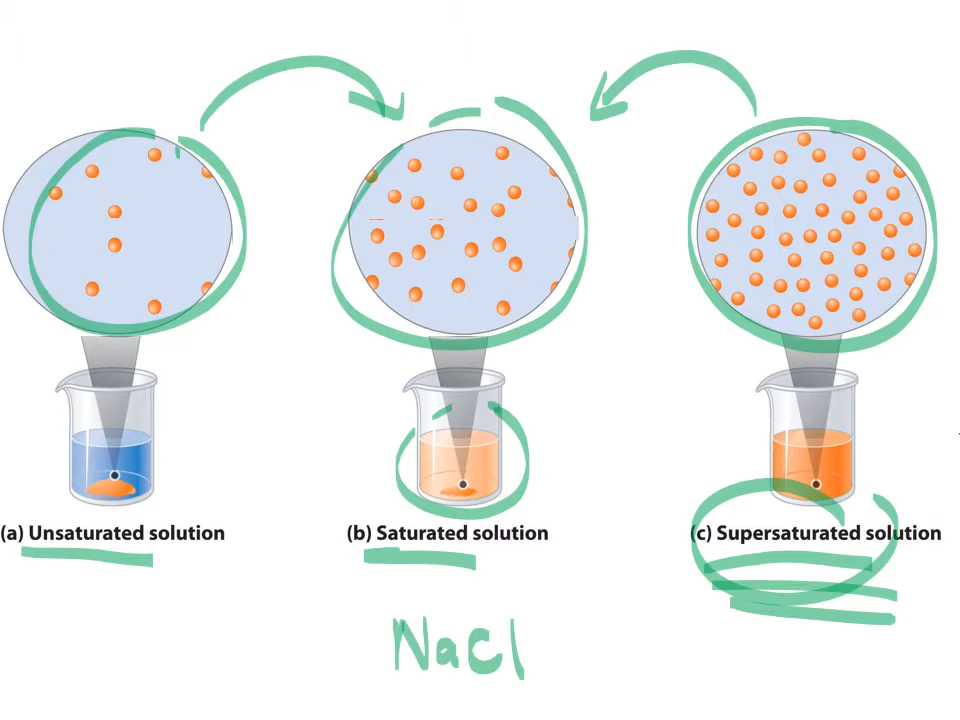 (a) Unsaturated solution
(b) Saturated solution
(c) Supersaturated solution
NaCl